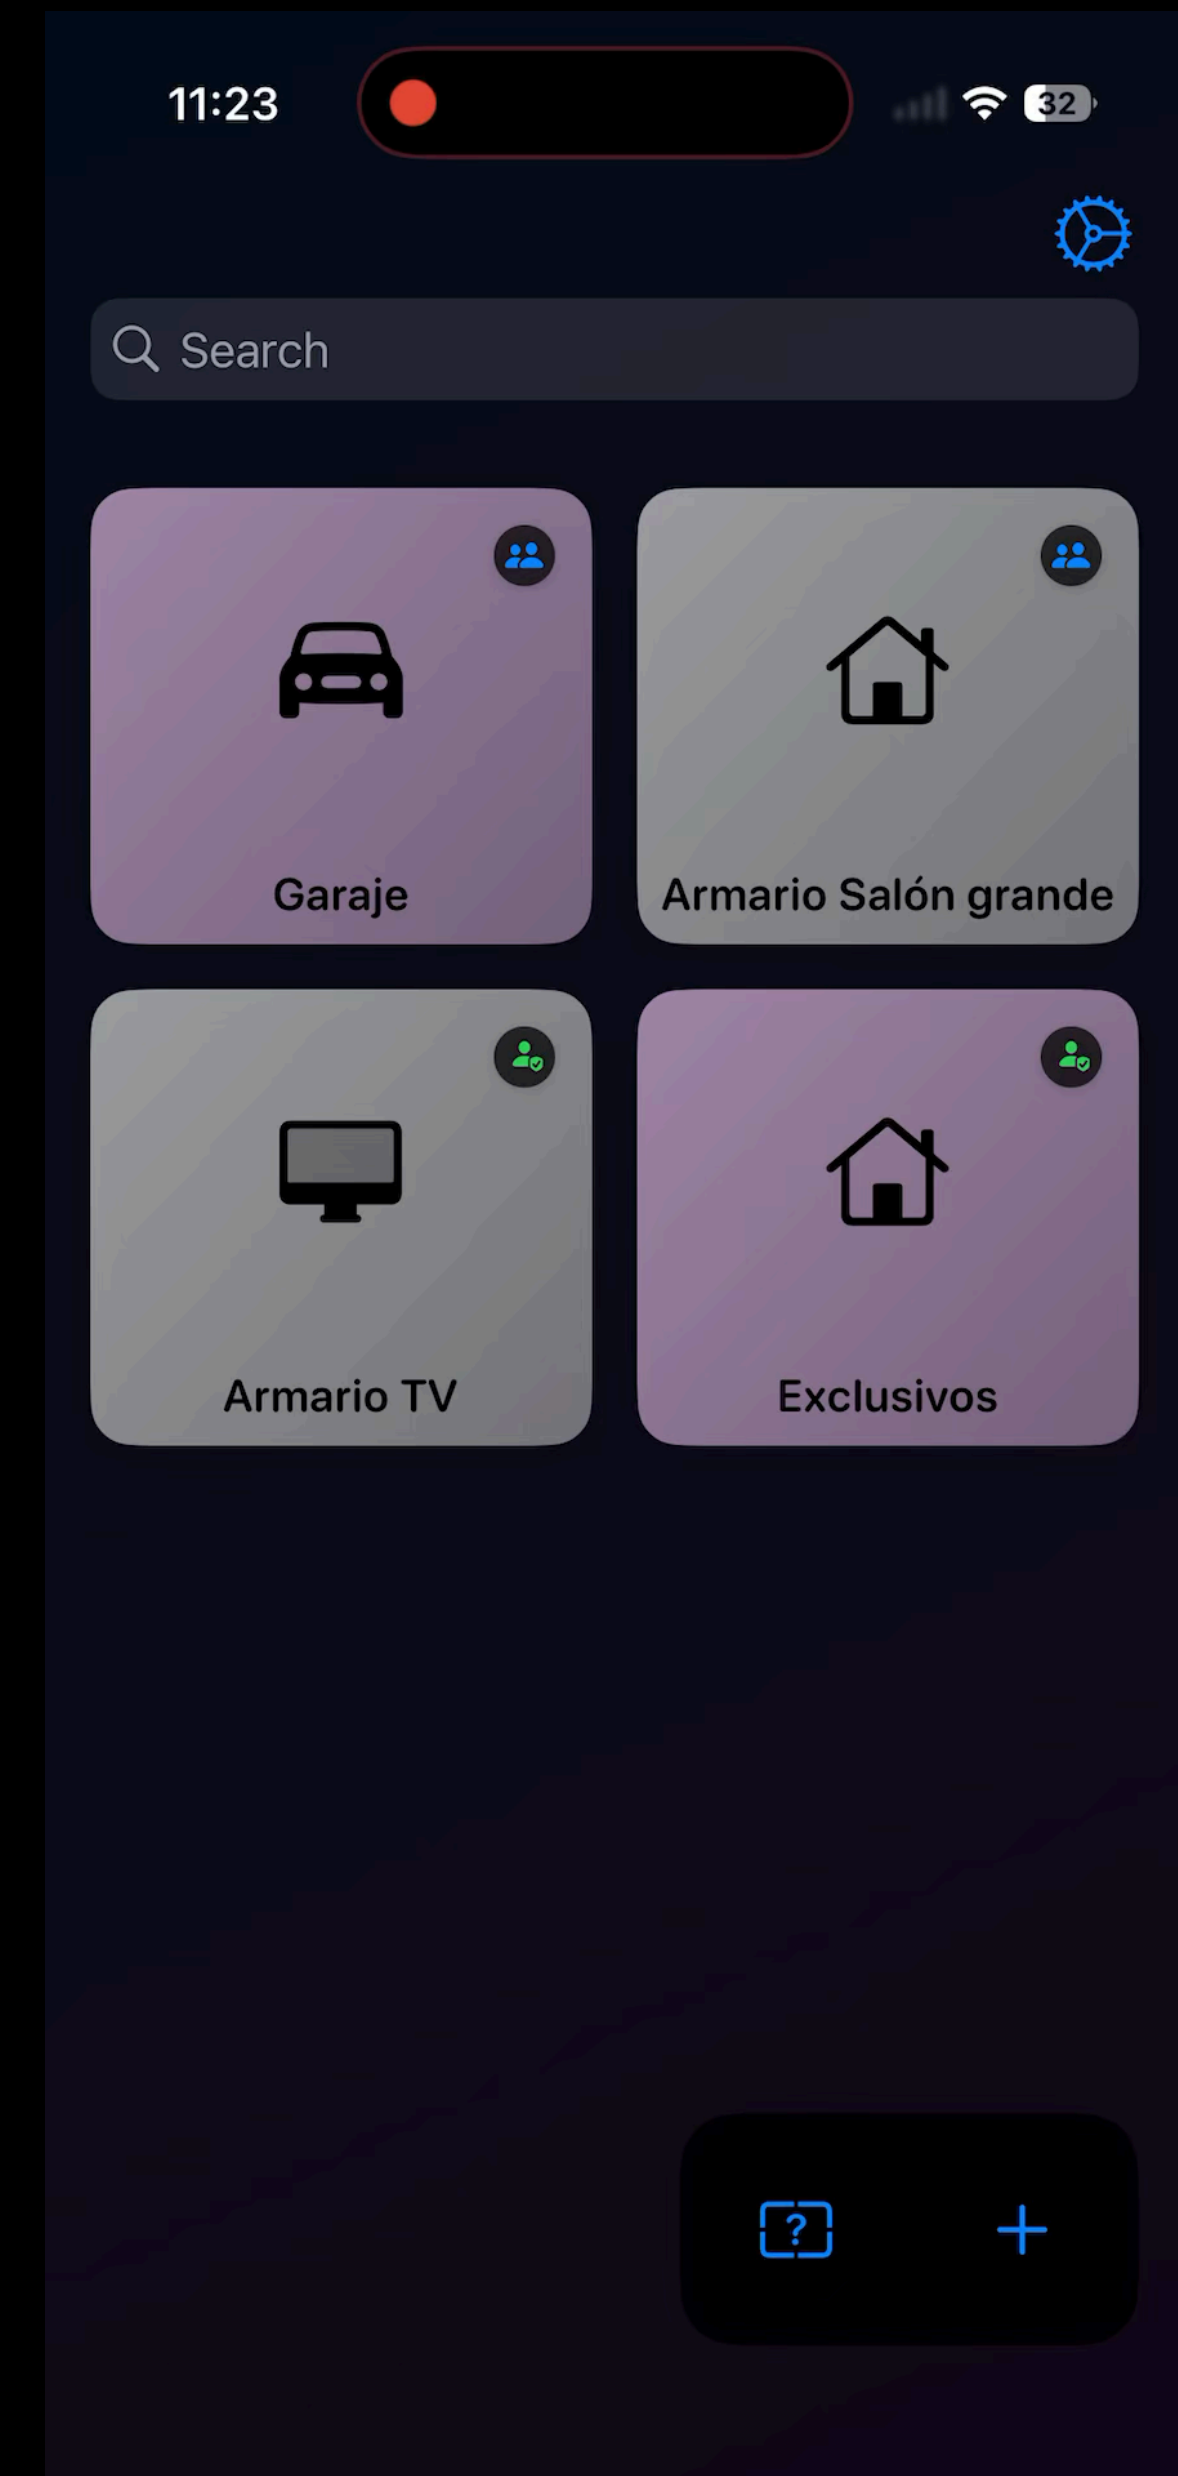 11:23
32
Search
Garaje
Armario Salón grande
Armario TV
Exclusivos
?